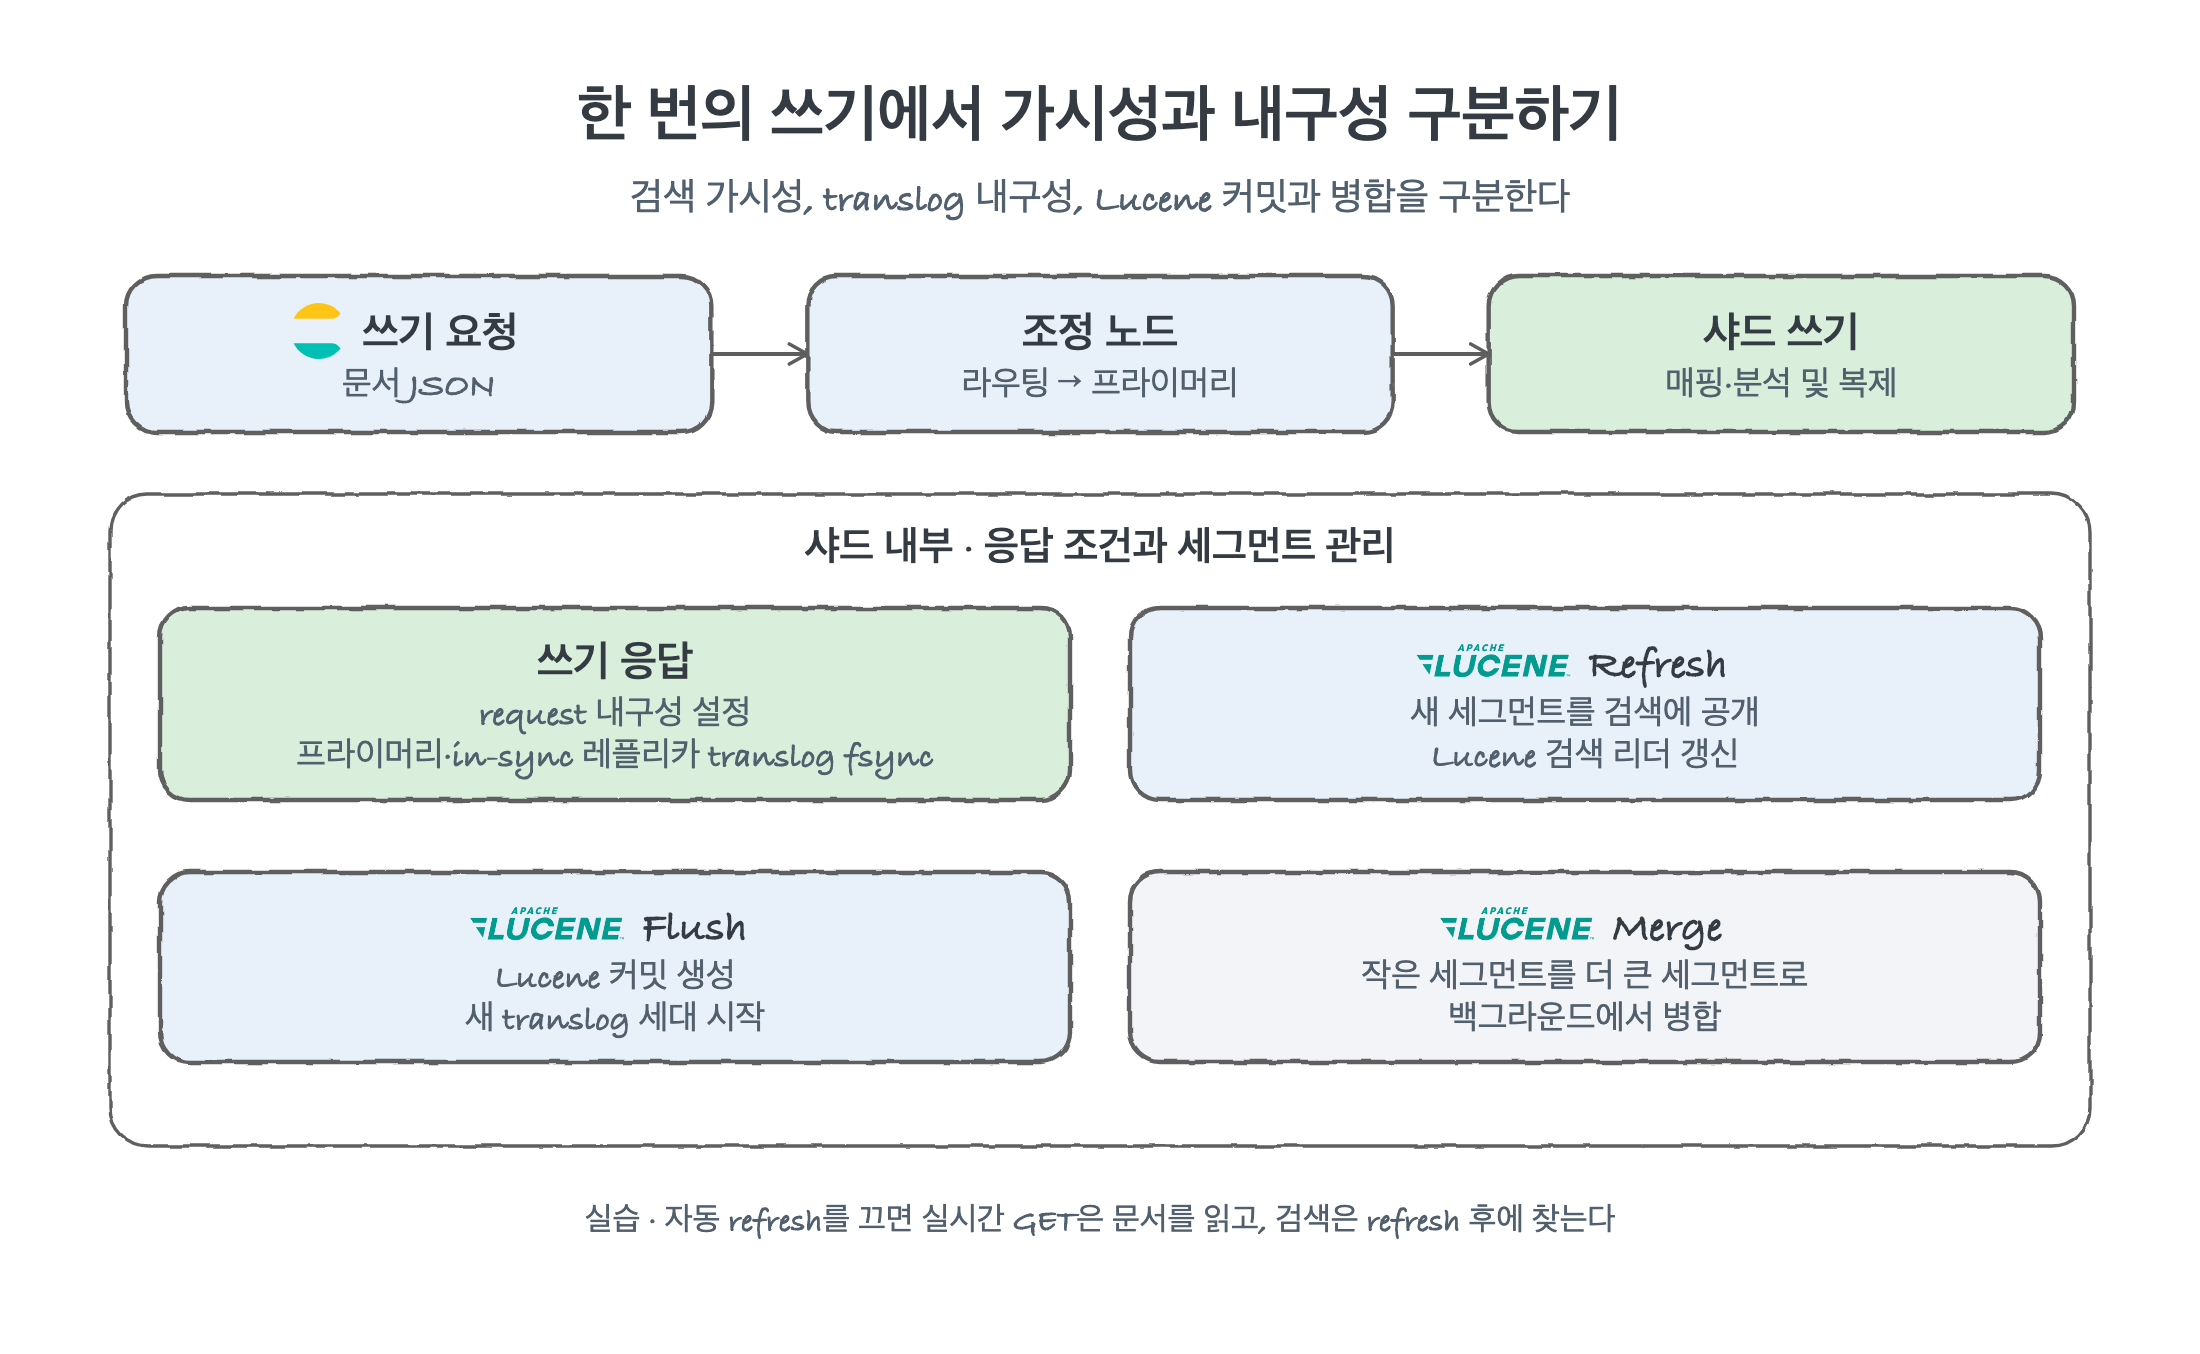 한 번의 쓰기에서 가시성과 내구성 구분하기
검색 가시성, translog 내구성, Lucene 커밋과 병합을 구분한다
쓰기 요청
문서 JSON
조정 노드
라우팅 → 프라이머리
샤드 쓰기
매핑·분석 및 복제
샤드 내부 · 응답 조건과 세그먼트 관리
쓰기 응답
request 내구성 설정
프라이머리·in-sync 레플리카 translog fsync
APACHE LUCENE™ Refresh
새 세그먼트를 검색에 공개
Lucene 검색 리더 갱신
APACHE LUCENE™ Flush
Lucene 커밋 생성
새 translog 세대 시작
APACHE LUCENE™ Merge
작은 세그먼트를 더 큰 세그먼트로
백그라운드에서 병합
실습 · 자동 refresh를 끄면 실시간 GET은 문서를 읽고, 검색은 refresh 후에 찾는다